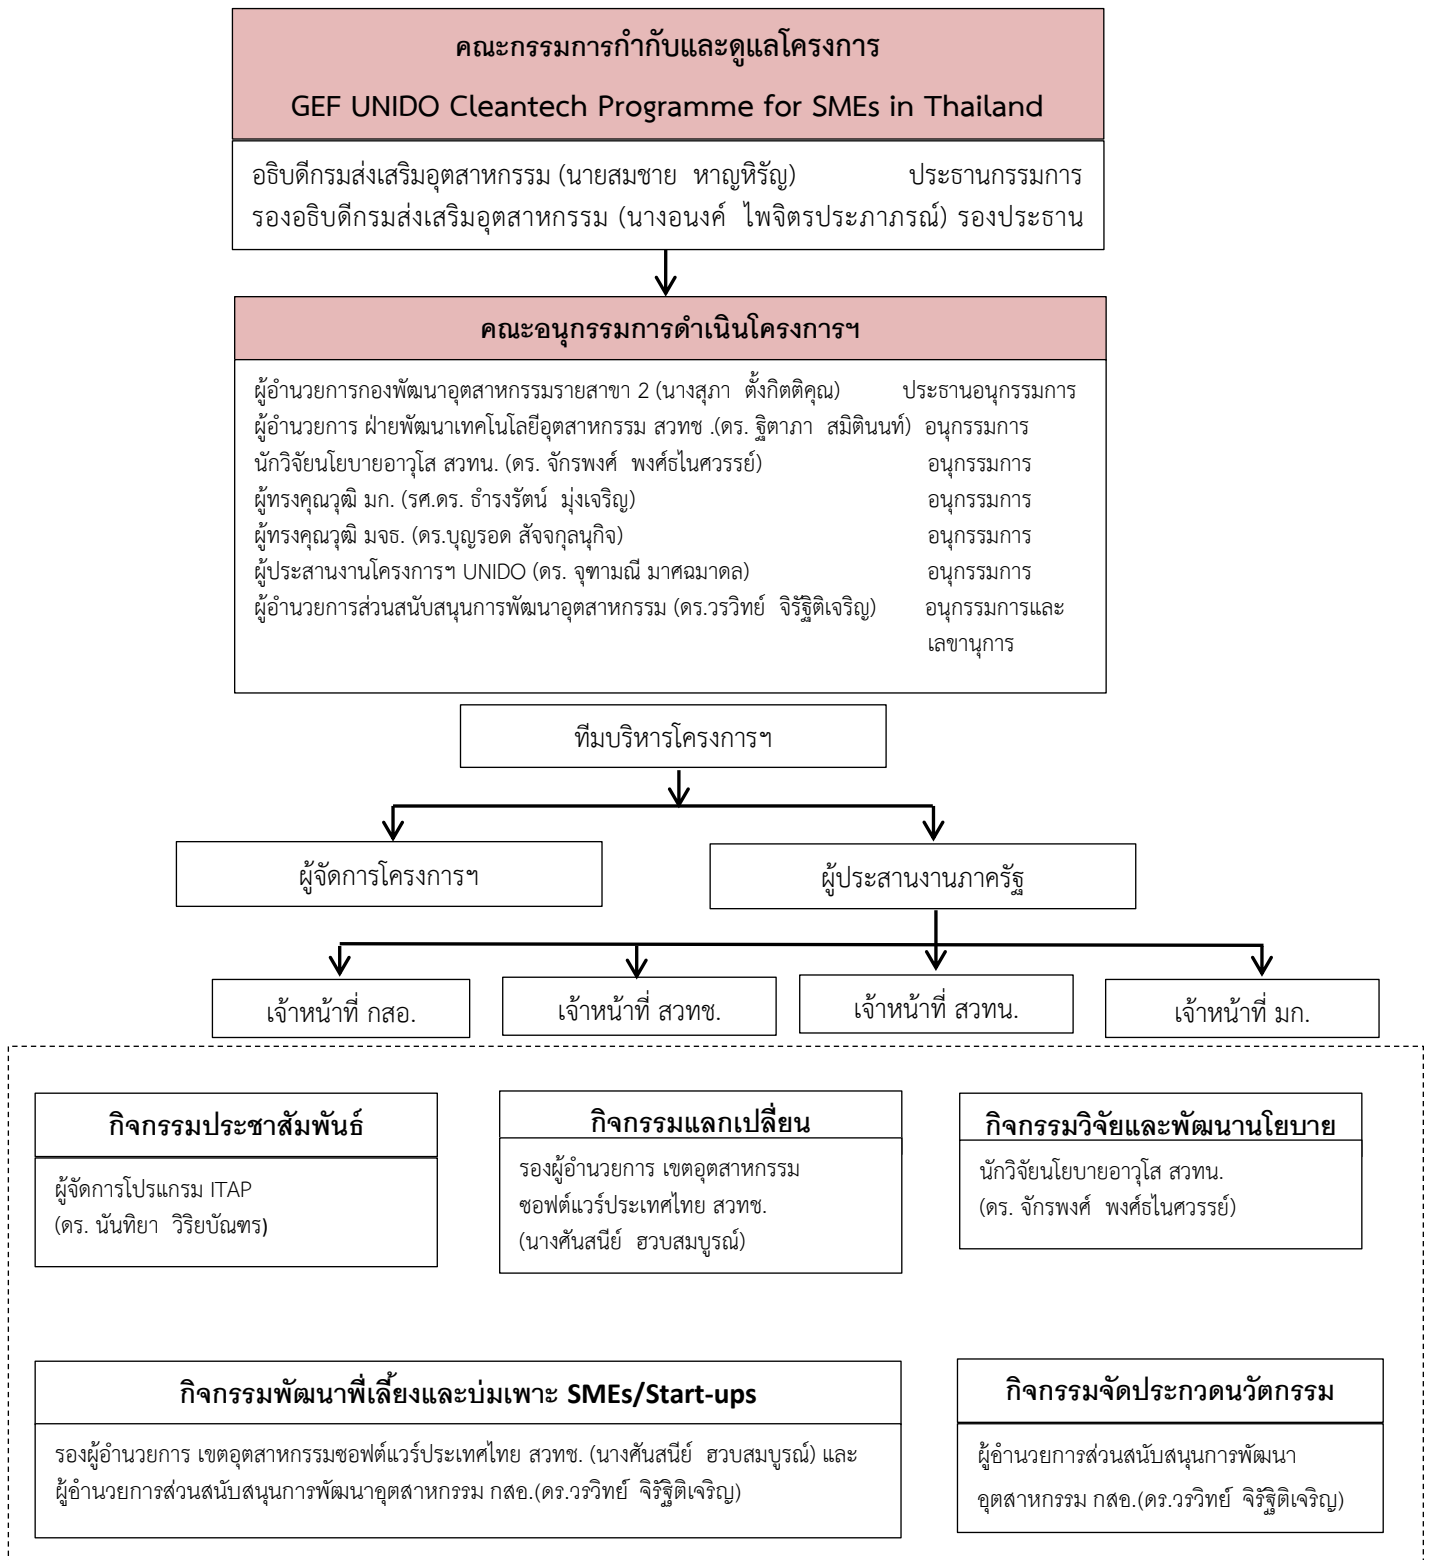 คณะกรรมการกำกับและดูแลโครงการ
GEF UNIDO Cleantech Programme for SMEs in Thailand
อธิบดีกรมส่งเสริมอุตสาหกรรม (นายสมชาย หาญหิรัญ) ประธานกรรมการ
รองอธิบดีกรมส่งเสริมอุตสาหกรรม (นางอนงค์ ไพจิตรประภาภรณ์) รองประธาน
คณะอนุกรรมการดำเนินโครงการฯ
ผู้อำนวยการกองพัฒนาอุตสาหกรรมรายสาขา 2 (นางสุภา ตั้งกิตติคุณ) ประธานอนุกรรมการ
ผู้อำนวยการ ฝ่ายพัฒนาเทคโนโลยีอุตสาหกรรม สวทช .(ดร. ฐิตาภา สมิตินนท์) อนุกรรมการ
นักวิจัยนโยบายอาวุโส สวทน. (ดร. จักรพงศ์ พงศ์ธไนศวรรย์) อนุกรรมการ
ผู้ทรงคุณวุฒิ มก. (รศ.ดร. ธำรงรัตน์ มุ่งเจริญ) อนุกรรมการ
ผู้ทรงคุณวุฒิ มจธ. (ดร.บุญรอด สัจจกุลนุกิจ) อนุกรรมการ
ผู้ประสานงานโครงการฯ UNIDO (ดร. จุฑามณี มาศฉมาดล) อนุกรรมการ
ผู้อำนวยการส่วนสนับสนุนการพัฒนาอุตสาหกรรม (ดร.วรวิทย์ จิรัฐิติเจริญ) อนุกรรมการและ
เลขานุการ
ทีมบริหารโครงการฯ
ผู้จัดการโครงการฯ
ผู้ประสานงานภาครัฐ
เจ้าหน้าที่ กสอ.
เจ้าหน้าที่ สวทช.
เจ้าหน้าที่ สวทน.
เจ้าหน้าที่ มก.
กิจกรรมประชาสัมพันธ์
ผู้จัดการโปรแกรม ITAP
(ดร. นันทิยา วิริยบัณฑร)
กิจกรรมแลกเปลี่ยน
รองผู้อำนวยการ เขตอุตสาหกรรม
ซอฟต์แวร์ประเทศไทย สวทช.
(นางศันสนีย์ ฮวบสมบูรณ์)
กิจกรรมวิจัยและพัฒนานโยบาย
นักวิจัยนโยบายอาวุโส สวทน.
(ดร. จักรพงศ์ พงศ์ธไนศวรรย์)
กิจกรรมพัฒนาพี่เลี้ยงและบ่มเพาะ SMEs/Start-ups
รองผู้อำนวยการ เขตอุตสาหกรรมซอฟต์แวร์ประเทศไทย สวทช. (นางศันสนีย์ ฮวบสมบูรณ์) และ
ผู้อำนวยการส่วนสนับสนุนการพัฒนาอุตสาหกรรม กสอ.(ดร.วรวิทย์ จิรัฐิติเจริญ)
กิจกรรมจัดประกวดนวัตกรรม
ผู้อำนวยการส่วนสนับสนุนการพัฒนา
อุตสาหกรรม กสอ.(ดร.วรวิทย์ จิรัฐิติเจริญ)